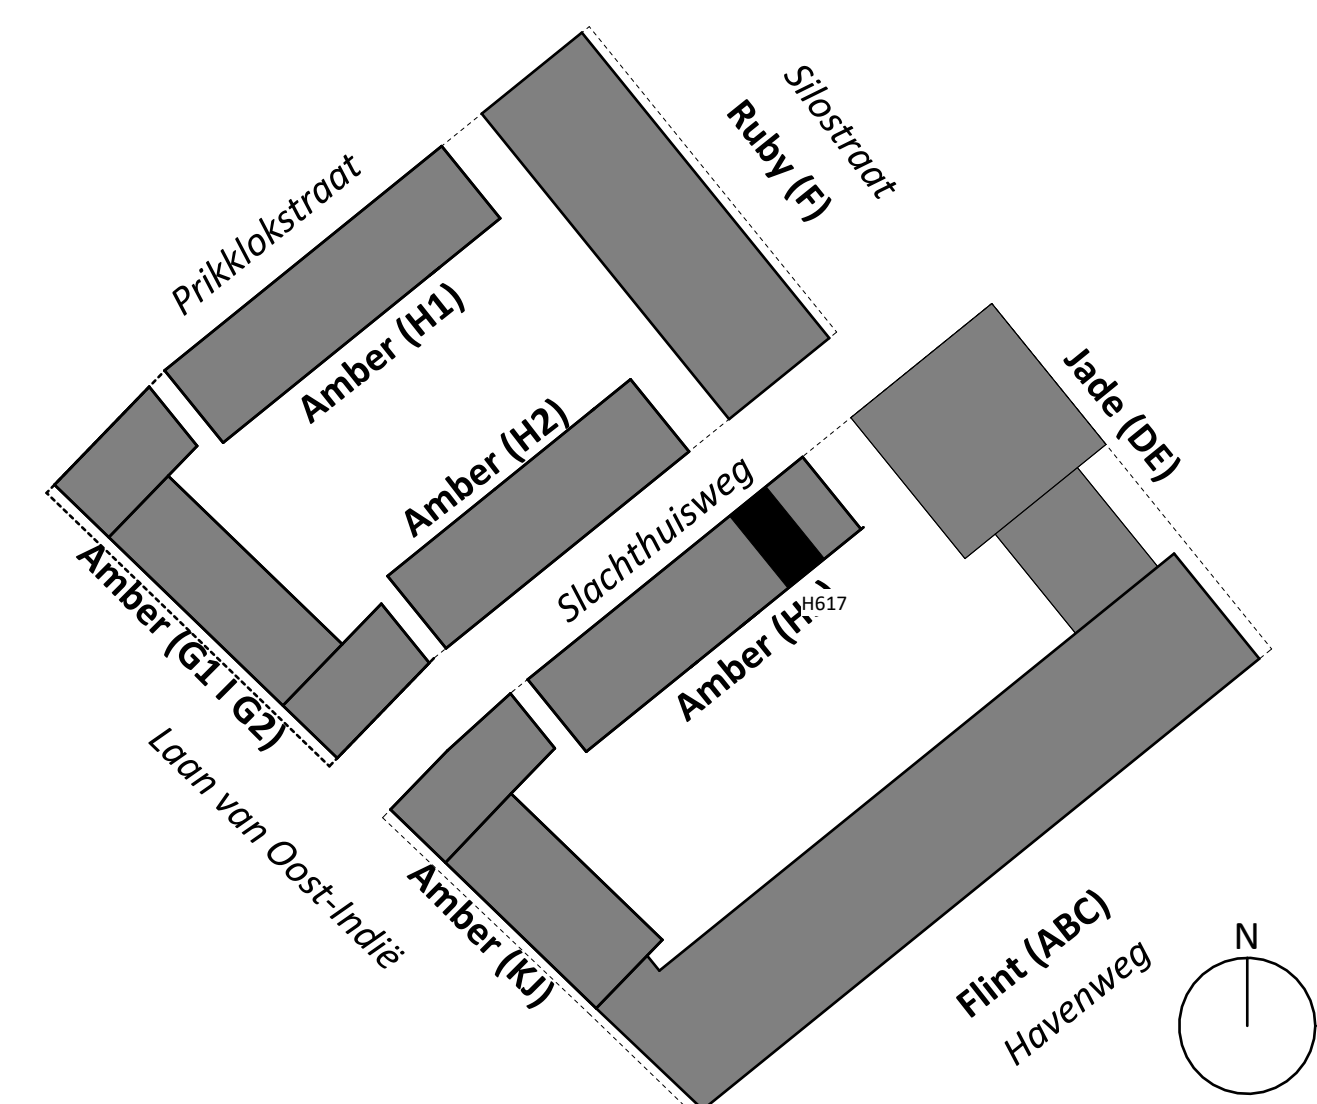 Silostraat
Ruby (F)
Prikklokstraat
Amber (H1)
Jade (DE)
Amber (H2)
Slachthuisweg
H617
Amber (H
Amber (G1 I G2)
Laan van Oost-Indië
Amber (KJ)
Flint (ABC)
Havenweg
N